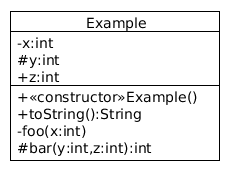 Example
-x:int
#y:int
+z:int
+«constructor»Example()
+toString():String
-foo(x:int)
#bar(y:int,z:int):int